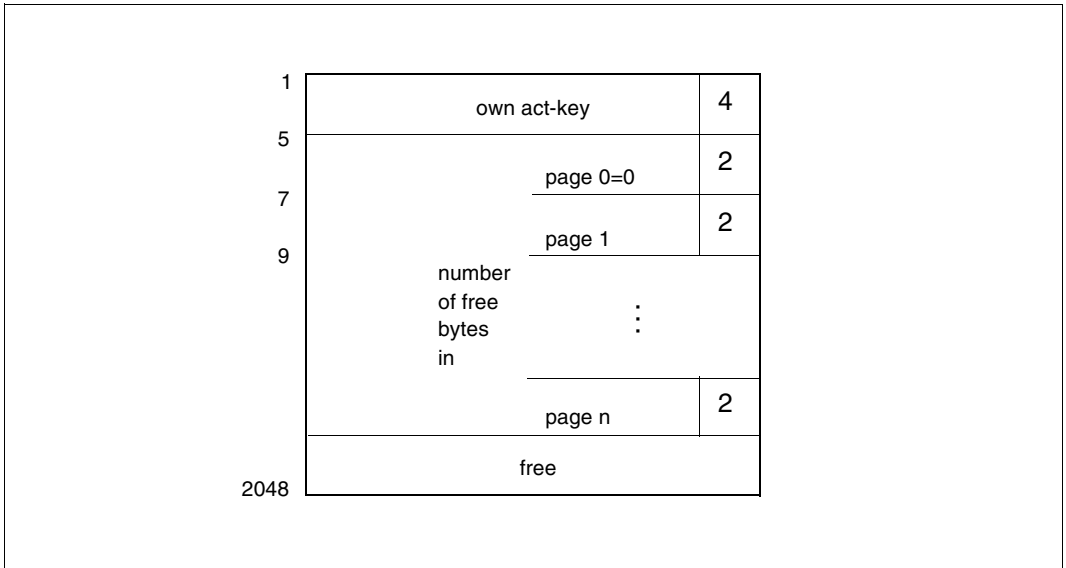 1
own act-key 4
5
page 0=0 2
7
page 1 2
9
number
of free
bytes
in
⋮
page n 2
free
2048